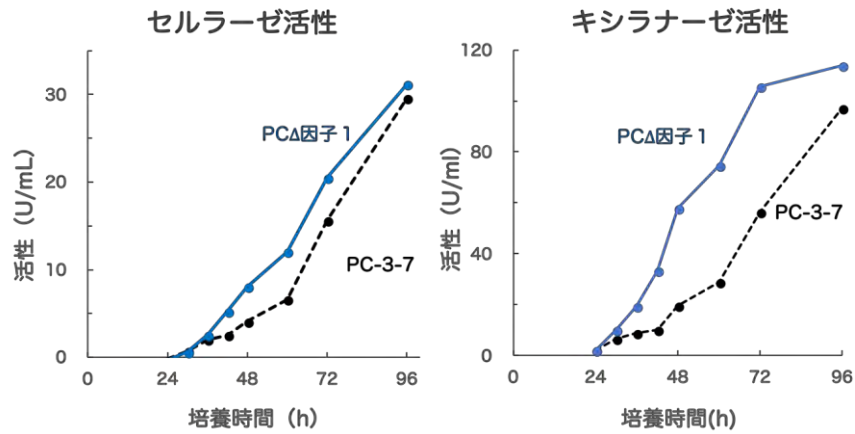 セルラーゼ活性
30
20
10
0
0
24
48
72
96
活性（U/mL）
培養時間（h）
PCΔ因子1
PC-3-7
キシラナーゼ活性
120
80
40
0
0
24
48
72
96
活性（U/ml）
培養時間(h)
PCΔ因子1
PC-3-7